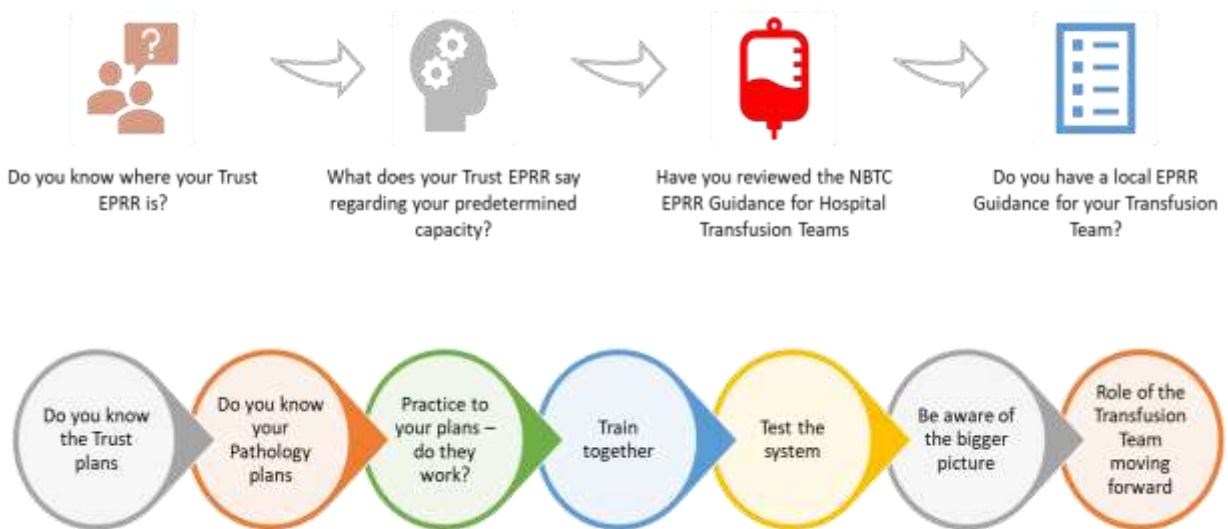 ?
Do you know where your Trust
EPRR is?
What does your Trust EPRR say
regarding your predetermined
capacity?
Have you reviewed the NBTC
EPRR Guidance for Hospital
Transfusion Teams
Do you have a local EPRR
Guidance for your Transfusion
Team?
Do you know
the Trust
plans
Do you know
your
Pathology
plans
Practice to
your plans –
do they
work?
Train
together
Test the
system
Be aware of
the bigger
picture
Role of the
Transfusion
Team
moving
forward